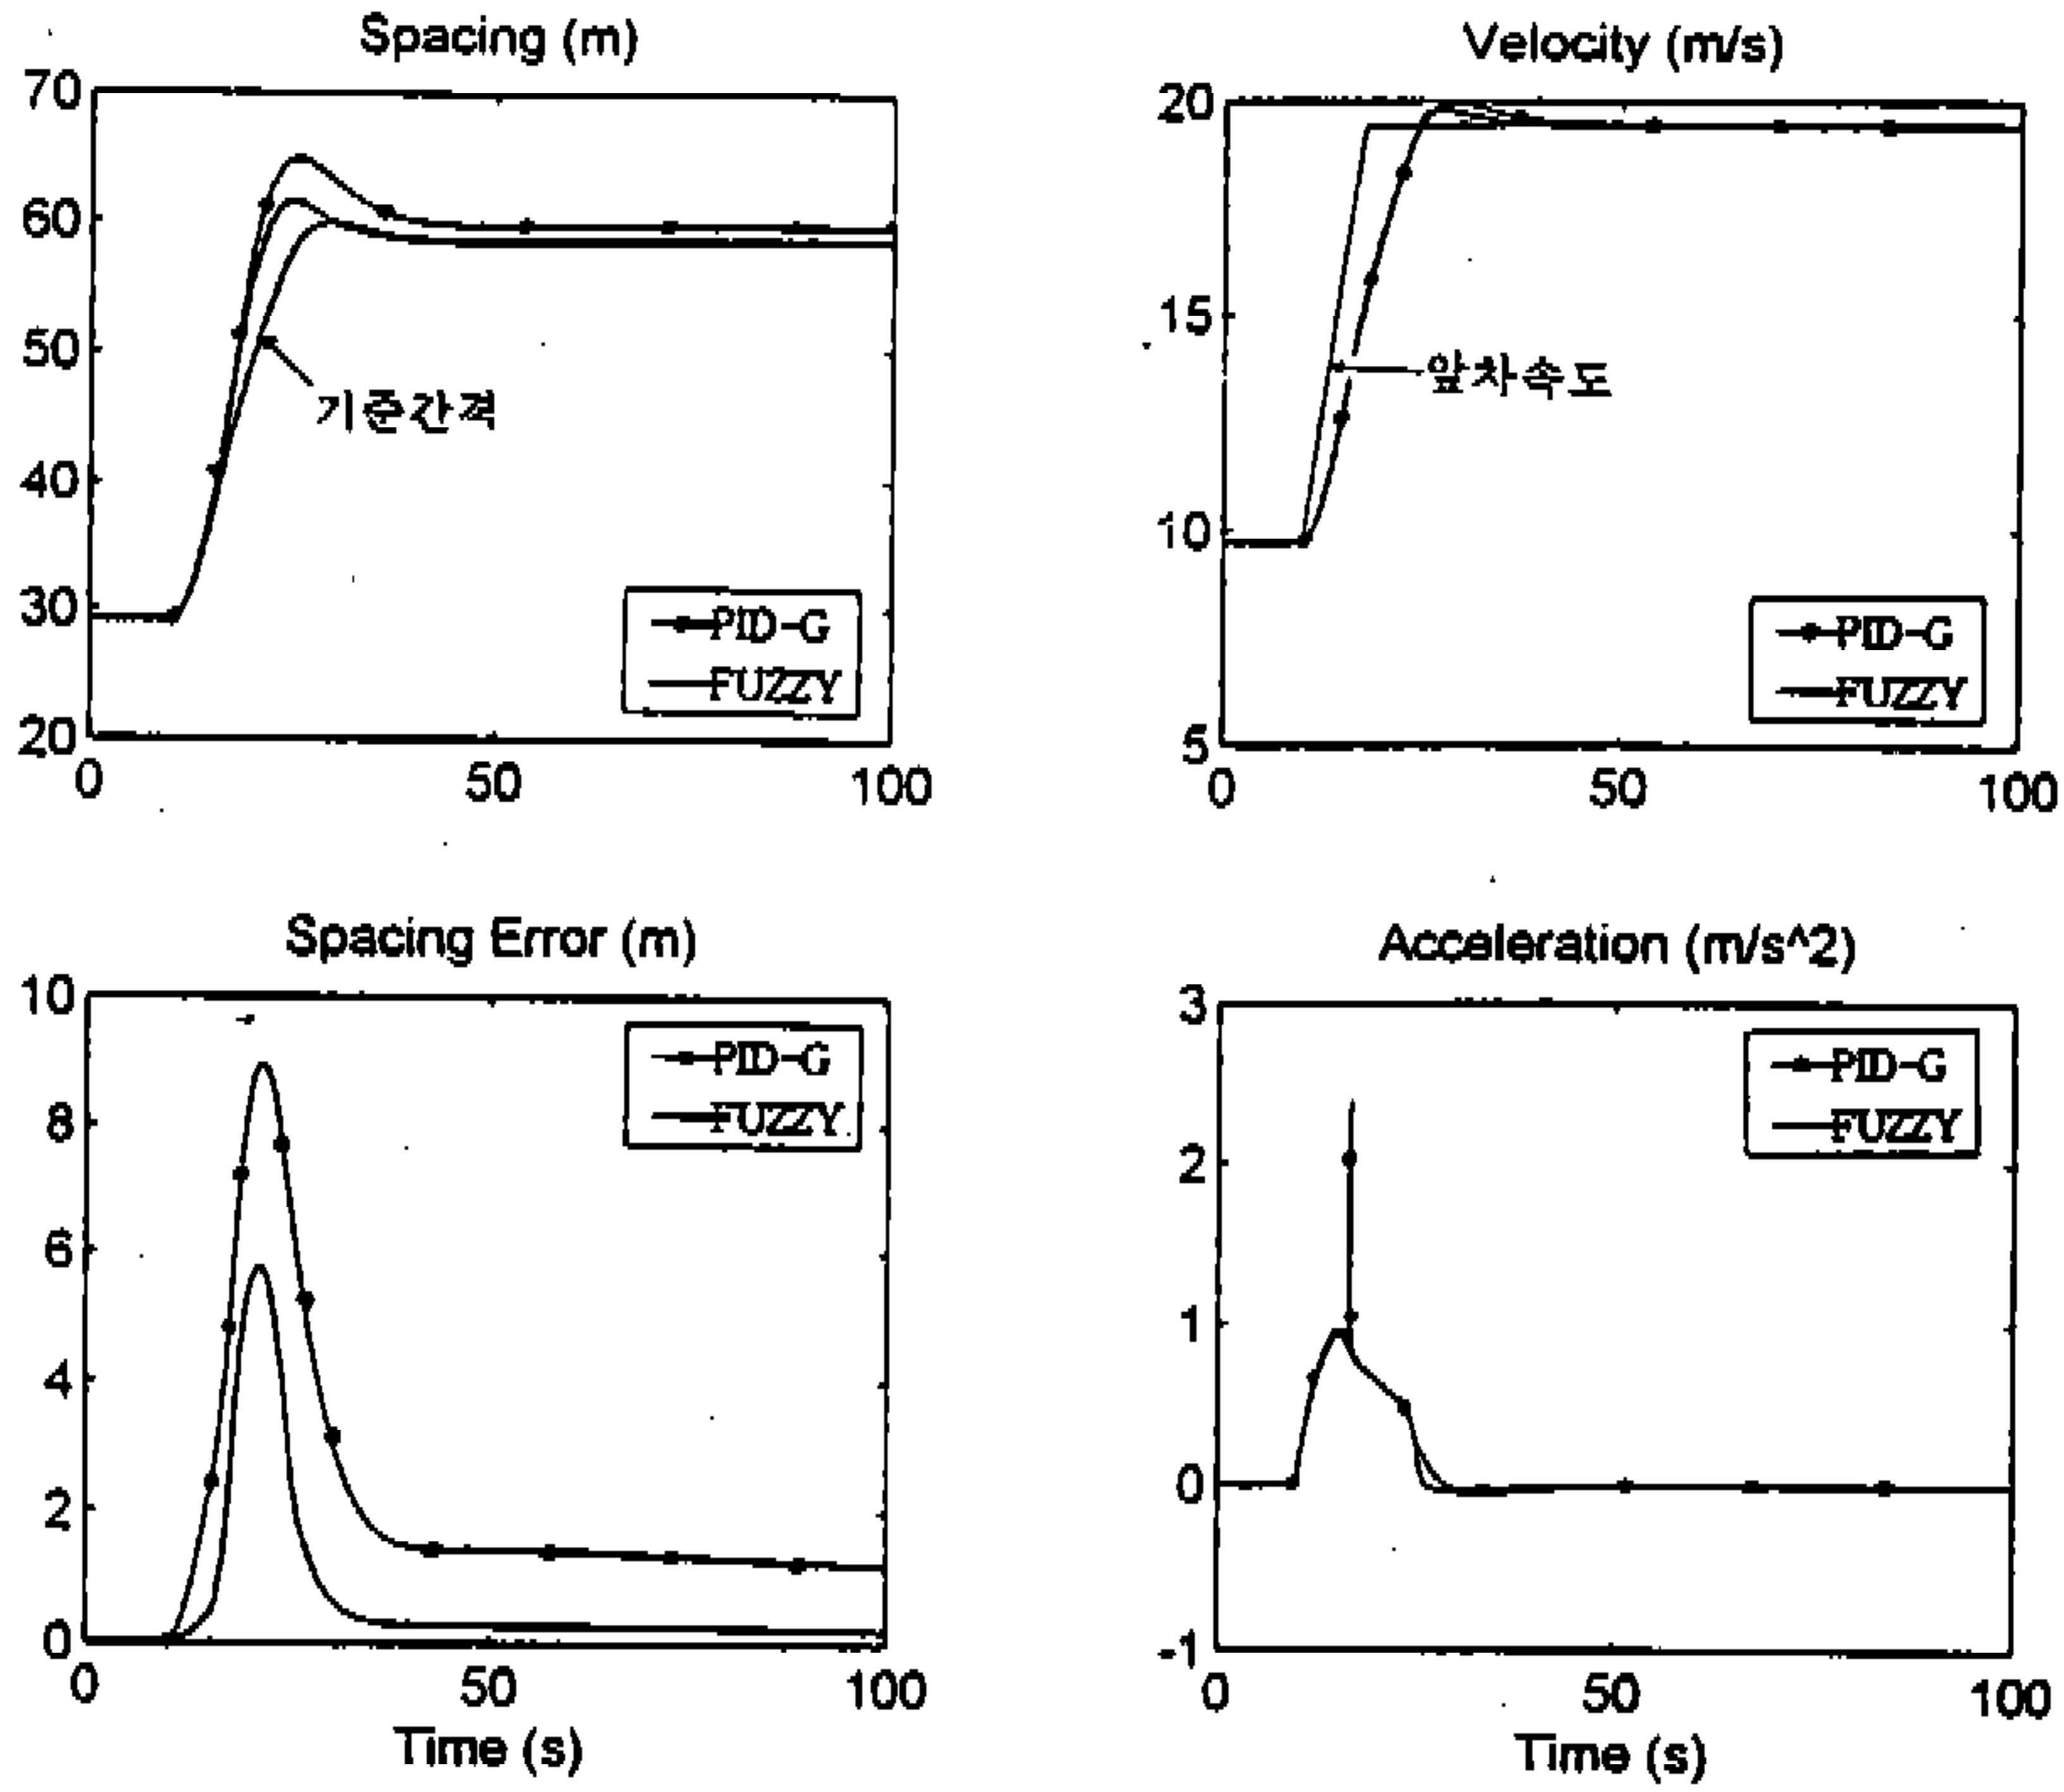 Spacing (m)
70
60
50
40
30
20
0
50
100
기준간격
PID-G
FUZZY
Velocity (m/s)
20
15
10
5
0
50
100
앞차속도
PID-G
FUZZY
Spacing Error (m)
10
8
6
4
2
0
0
50
100
Time (s)
PID-G
FUZZY
Acceleration (m/s^2)
3
2
1
0
-1
0
50
100
Time (s)
PID-G
FUZZY